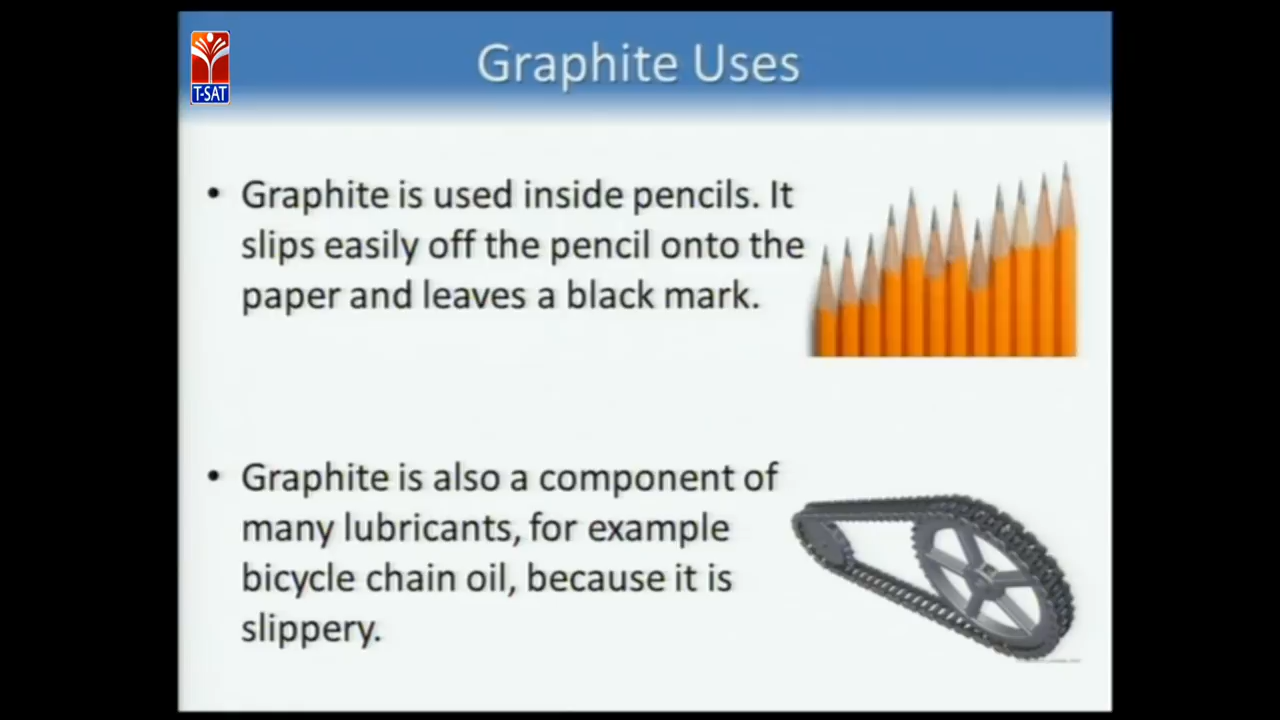 T-SAT
Graphite Uses
• Graphite is used inside pencils. It
slips easily off the pencil onto the
paper and leaves a black mark.
• Graphite is also a component of
many lubricants, for example
bicycle chain oil, because it is
slippery.